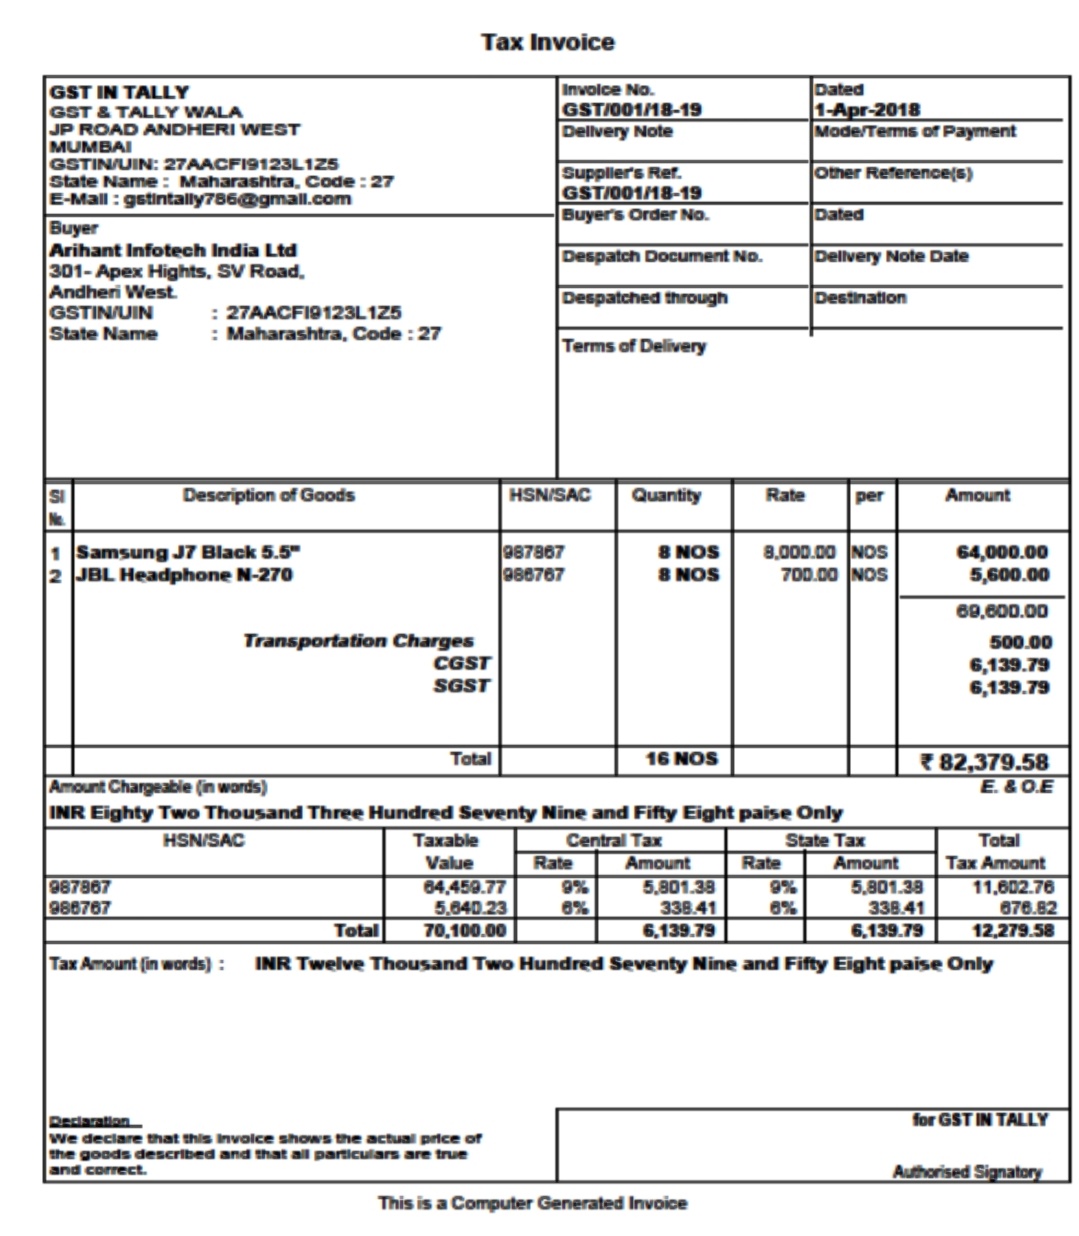 Tax Invoice
GST IN TALLY
GST & TALLY WALA
JP ROAD ANDHERI WEST
MUMBAI
GSTIN/UIN: 27AACFI9123L1Z5
State Name : Maharashtra, Code : 27
E-Mail : gstintally786@gmail.com
Invoice No.
GST/001/18-19
Dated
1-Apr-2018
Delivery Note
Mode/Terms of Payment
Supplier's Ref.
GST/001/18-19
Other Reference(s)
Buyer
Arihant Infotech India Ltd
301- Apex Hights, SV Road,
Andheri West.
GSTIN/UIN : 27AACFI9123L1Z5
State Name : Maharashtra, Code : 27
Buyer's Order No.
Dated
Despatch Document No.
Delivery Note Date
Despatched through
Destination
Terms of Delivery
Sl No. Description of Goods HSN/SAC Quantity Rate per Amount
1 Samsung J7 Black 5.5" 987867 8 NOS 8,000.00 NOS 64,000.00
2 JBL Headphone N-270 986767 8 NOS 700.00 NOS 5,600.00
69,600.00
Transportation Charges 500.00
CGST 6,139.79
SGST 6,139.79
Total 16 NOS ₹ 82,379.58
Amount Chargeable (in words) E. & O.E
INR Eighty Two Thousand Three Hundred Seventy Nine and Fifty Eight paise Only
HSN/SAC Taxable Central Tax State Tax Total
Value Rate Amount Rate Amount Tax Amount
987867 64,459.77 9% 5,801.38 9% 5,801.38 11,602.76
986767 5,640.23 6% 338.41 6% 338.41 676.82
Total 70,100.00 6,139.79 6,139.79 12,279.58
Tax Amount (in words) : INR Twelve Thousand Two Hundred Seventy Nine and Fifty Eight paise Only
Declaration
We declare that this invoice shows the actual price of
the goods described and that all particulars are true
and correct.
for GST IN TALLY
Authorised Signatory
This is a Computer Generated Invoice